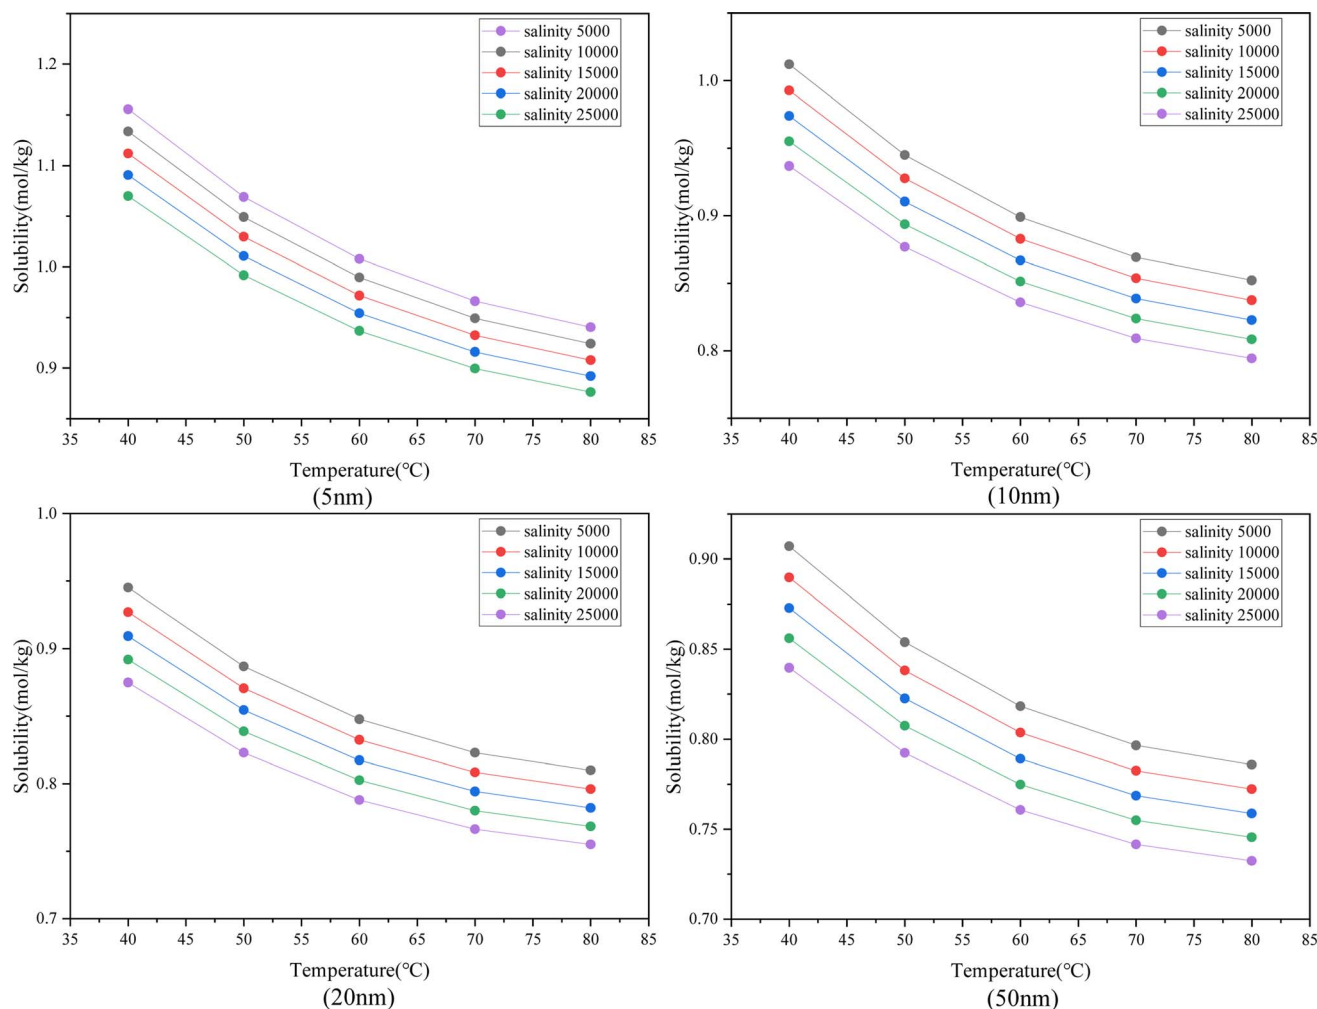 salinity 5000
salinity 10000
salinity 15000
salinity 20000
salinity 25000
1.2
1.1
1.0
0.9
Solubility(mol/kg)
35 40 45 50 55 60 65 70 75 80 85
Temperature(℃)
(5nm)
salinity 5000
salinity 10000
salinity 15000
salinity 20000
salinity 25000
1.0
0.9
0.8
Solubility(mol/kg)
35 40 45 50 55 60 65 70 75 80 85
Temperature(℃)
(10nm)
salinity 5000
salinity 10000
salinity 15000
salinity 20000
salinity 25000
1.0
0.9
0.8
0.7
Solubility(mol/kg)
35 40 45 50 55 60 65 70 75 80 85
Temperature(℃)
(20nm)
salinity 5000
salinity 10000
salinity 15000
salinity 20000
salinity 25000
0.90
0.85
0.80
0.75
0.70
Solubility(mol/kg)
35 40 45 50 55 60 65 70 75 80 85
Temperature(℃)
(50nm)